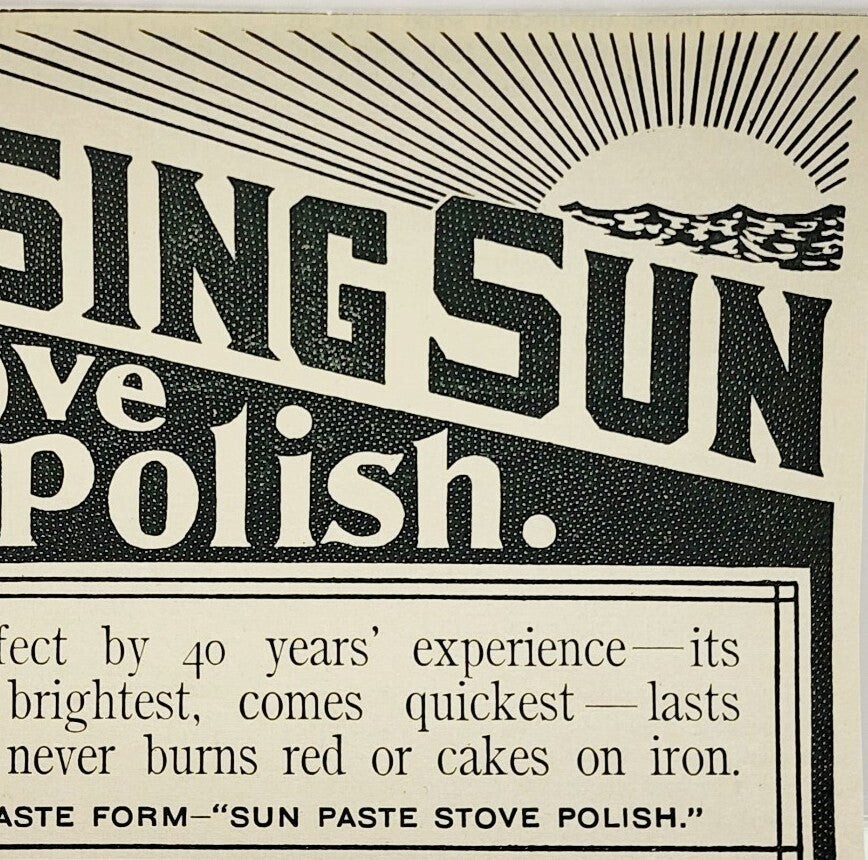 SING SUN
ove
Polish.
fect by 40 years' experience—its
brightest, comes quickest—lasts
never burns red or cakes on iron.
ASTE FORM–“SUN PASTE STOVE POLISH.”